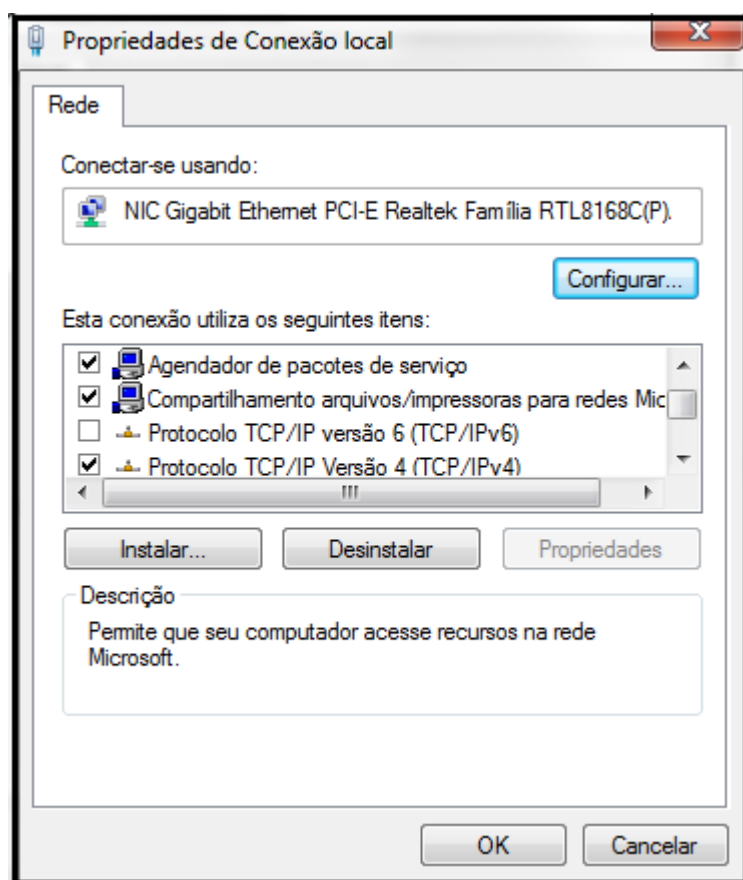 Propriedades de Conexão local
Rede
Conectar-se usando:
NIC Gigabit Ethernet PCI-E Realtek Família RTL8168C(P).
Configurar...
Esta conexão utiliza os seguintes itens:
Agendador de pacotes de serviço
Compartilhamento arquivos/impressoras para redes Mic
Protocolo TCP/IP versão 6 (TCP/IPv6)
Protocolo TCP/IP Versão 4 (TCP/IPv4)
Instalar... Desinstalar Propriedades
Descrição
Permite que seu computador acesse recursos na rede
Microsoft.
OK Cancelar